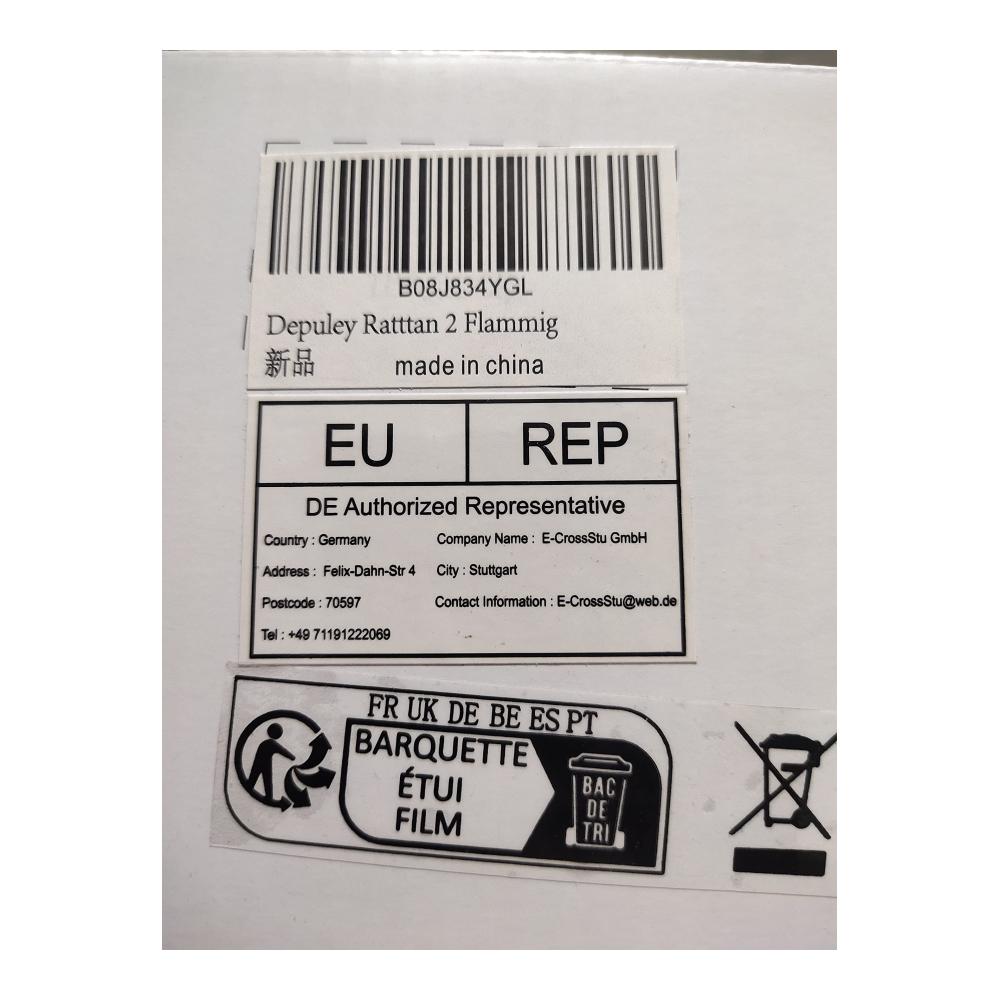 B08J834YGL
Depuley Ratttan 2 Flammig
新品 made in china
EU REP
DE Authorized Representative
Country : Germany Company Name : E-CrossStu GmbH
Address : Felix-Dahn-Str 4 City : Stuttgart
Postcode : 70597 Contact Information : E-CrossStu@web.de
Tel : +49 71191222069
FR UK DE BE ES PT
BARQUETTE
ÉTUI
FILM
BAC
DE
TRI